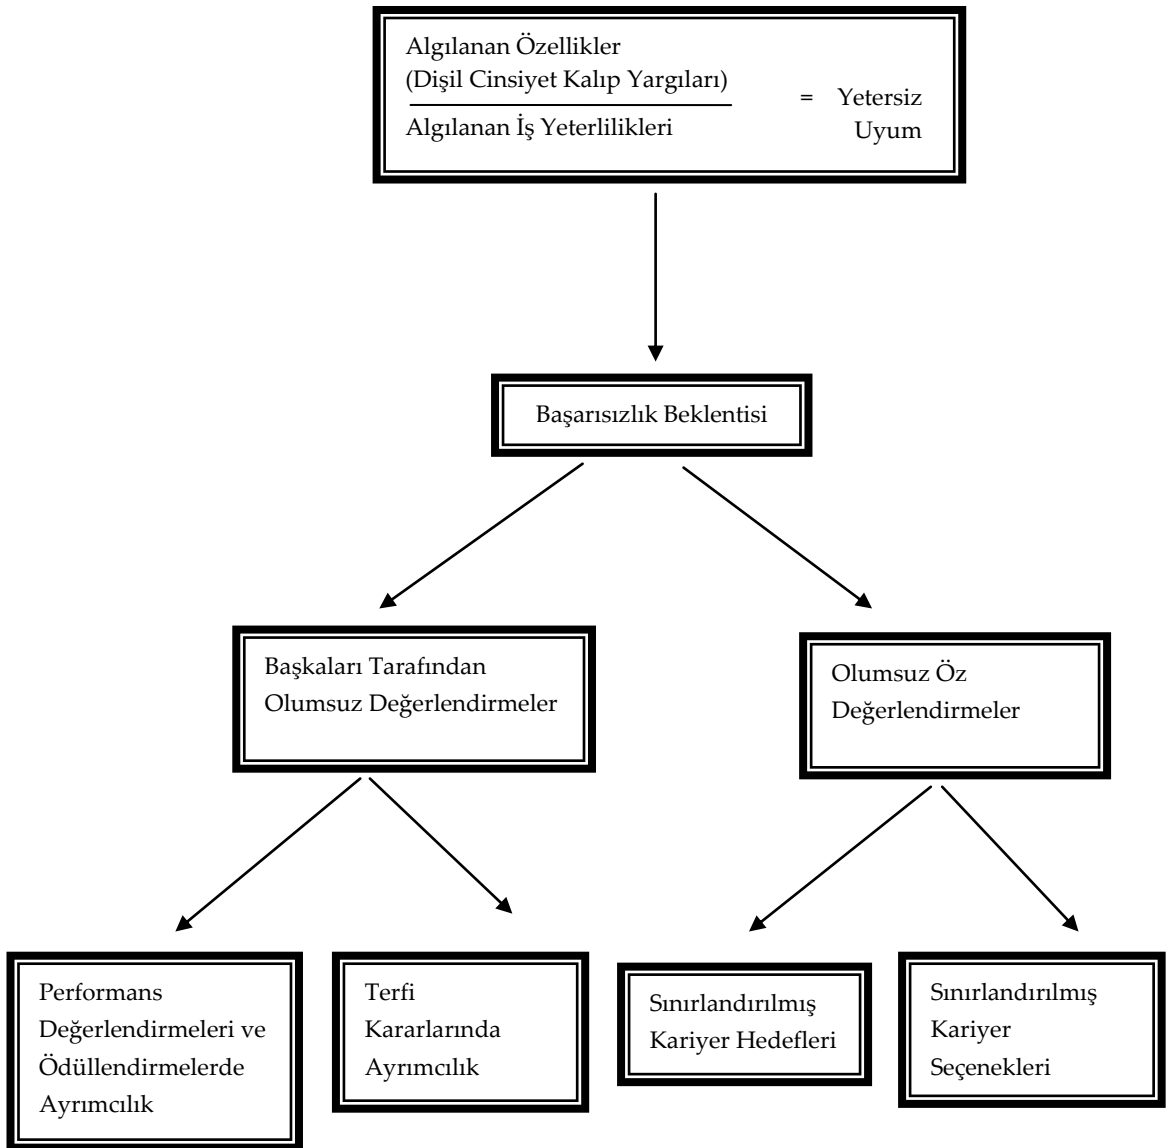 Algılanan Özellikler
(Dişil Cinsiyet Kalıp Yargıları)
Algılanan İş Yeterlilikleri
= Yetersiz
Uyum
Başarısızlık Beklentisi
Başkaları Tarafından
Olumsuz Değerlendirmeler
Olumsuz Öz
Değerlendirmeler
Performans
Değerlendirmeleri ve
Ödüllendirmelerde
Ayrımcılık
Terfi
Kararlarında
Ayrımcılık
Sınırlandırılmış
Kariyer Hedefleri
Sınırlandırılmış
Kariyer
Seçenekleri